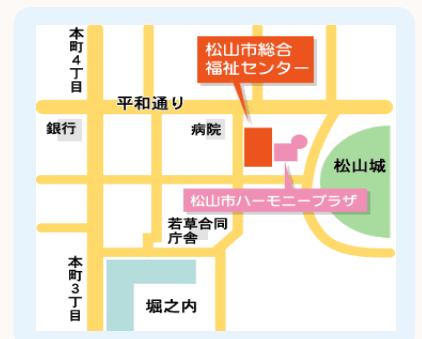 本町4丁目
松山市総合
福祉センター
平和通り
銀行
病院
松山城
松山市ハーモニープラザ
若草合同
庁舎
本町3丁目
堀之内